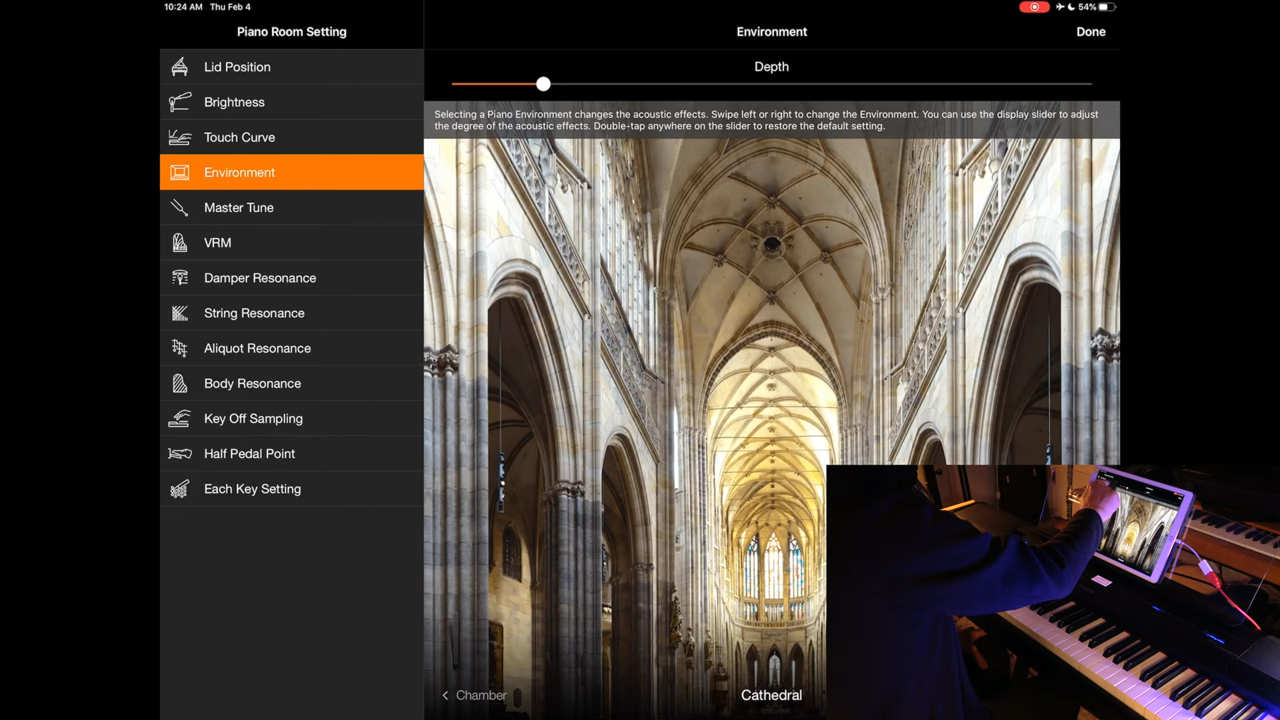 10:24 AM Thu Feb 4
54%
Piano Room Setting
Environment
Done
Lid Position
Brightness
Touch Curve
Environment
Master Tune
VRM
Damper Resonance
String Resonance
Aliquot Resonance
Body Resonance
Key Off Sampling
Half Pedal Point
Each Key Setting
Depth
Selecting a Piano Environment changes the acoustic effects. Swipe left or right to change the Environment. You can use the display slider to adjust
the degree of the acoustic effects. Double-tap anywhere on the slider to restore the default setting.
Chamber
Cathedral